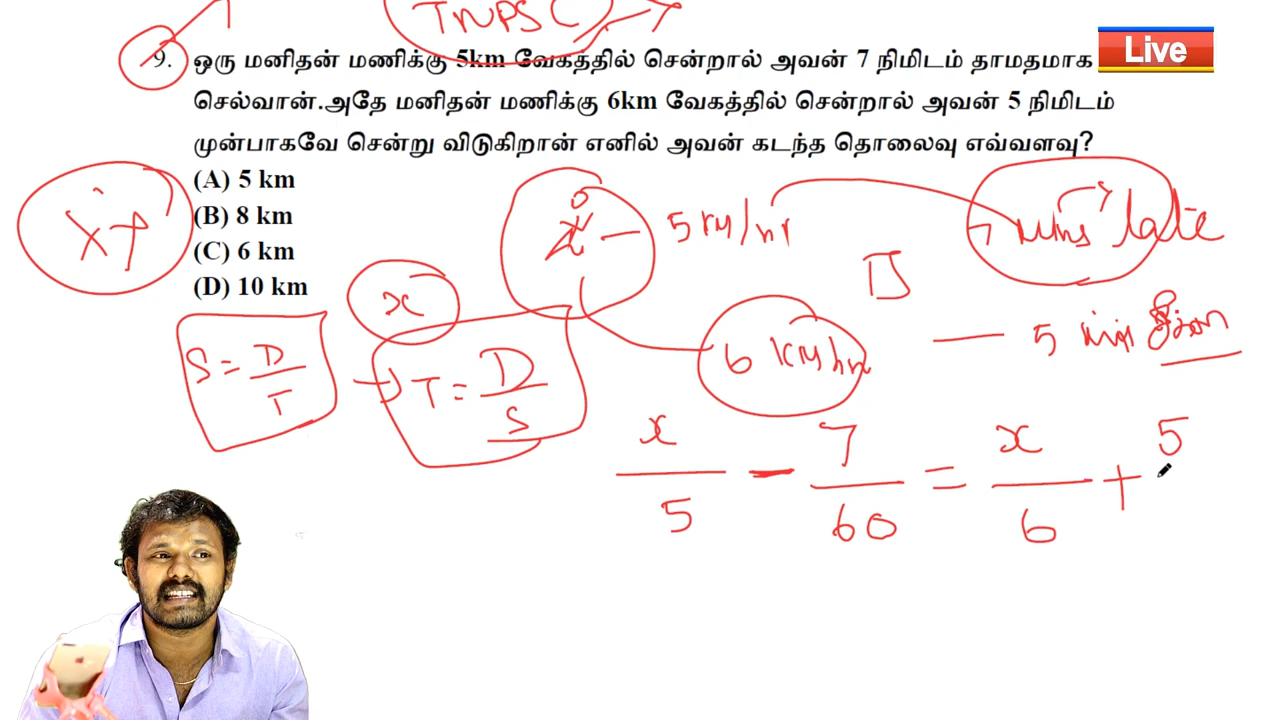 TNPSC
Live
9. ஒரு மனிதன் மணிக்கு 5km வேகத்தில் சென்றால் அவன் 7 நிமிடம் தாமதமாக
செல்வான்.அதே மனிதன் மணிக்கு 6km வேகத்தில் சென்றால் அவன் 5 நிமிடம்
முன்பாகவே சென்று விடுகிறான் எனில் அவன் கடந்த தொலைவு எவ்வளவு?
(A) 5 km
(B) 8 km
(C) 6 km
(D) 10 km
5 km/hr
7 mins late
x
6 km/hr
5 min
S = D/T
T = D/S
x/5 - 7/60 = x/6 + 5